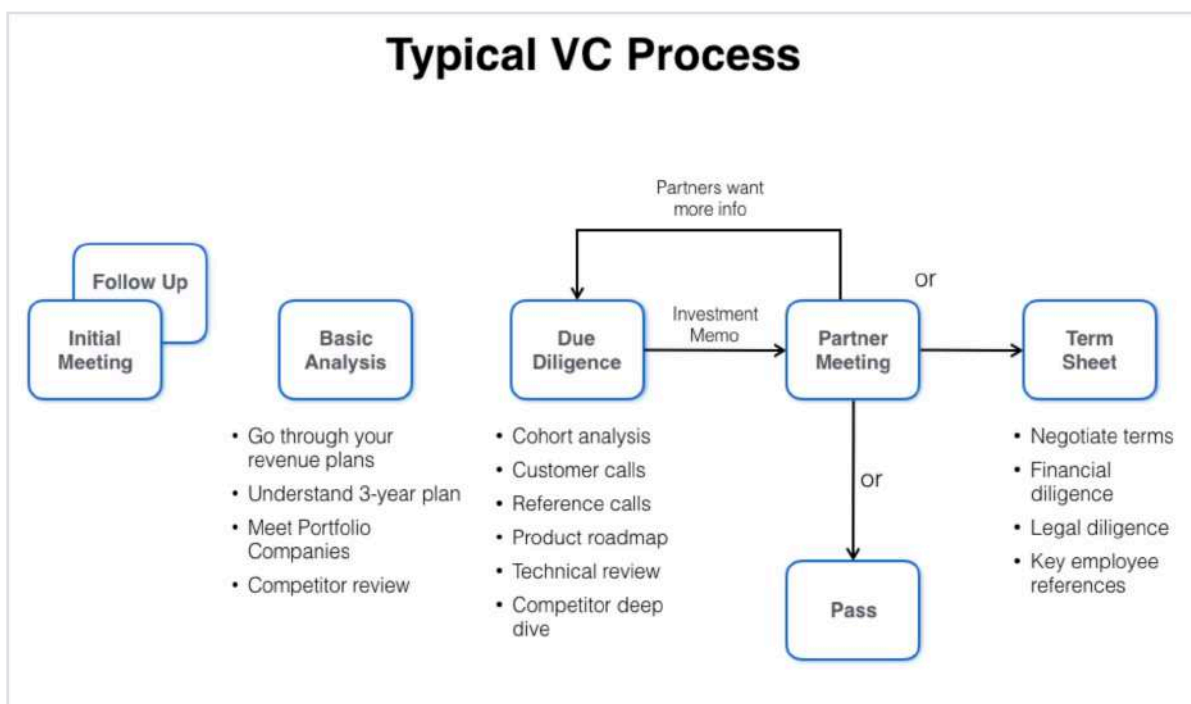 Typical VC Process
Partners want
more info
Follow Up
or
Initial
Meeting
Basic
Analysis
Due
Diligence
Investment
Memo
Partner
Meeting
Term
Sheet
• Go through your
revenue plans
• Understand 3-year plan
• Meet Portfolio
Companies
• Competitor review
• Cohort analysis
• Customer calls
• Reference calls
• Product roadmap
• Technical review
• Competitor deep
dive
or
Pass
• Negotiate terms
• Financial
diligence
• Legal diligence
• Key employee
references